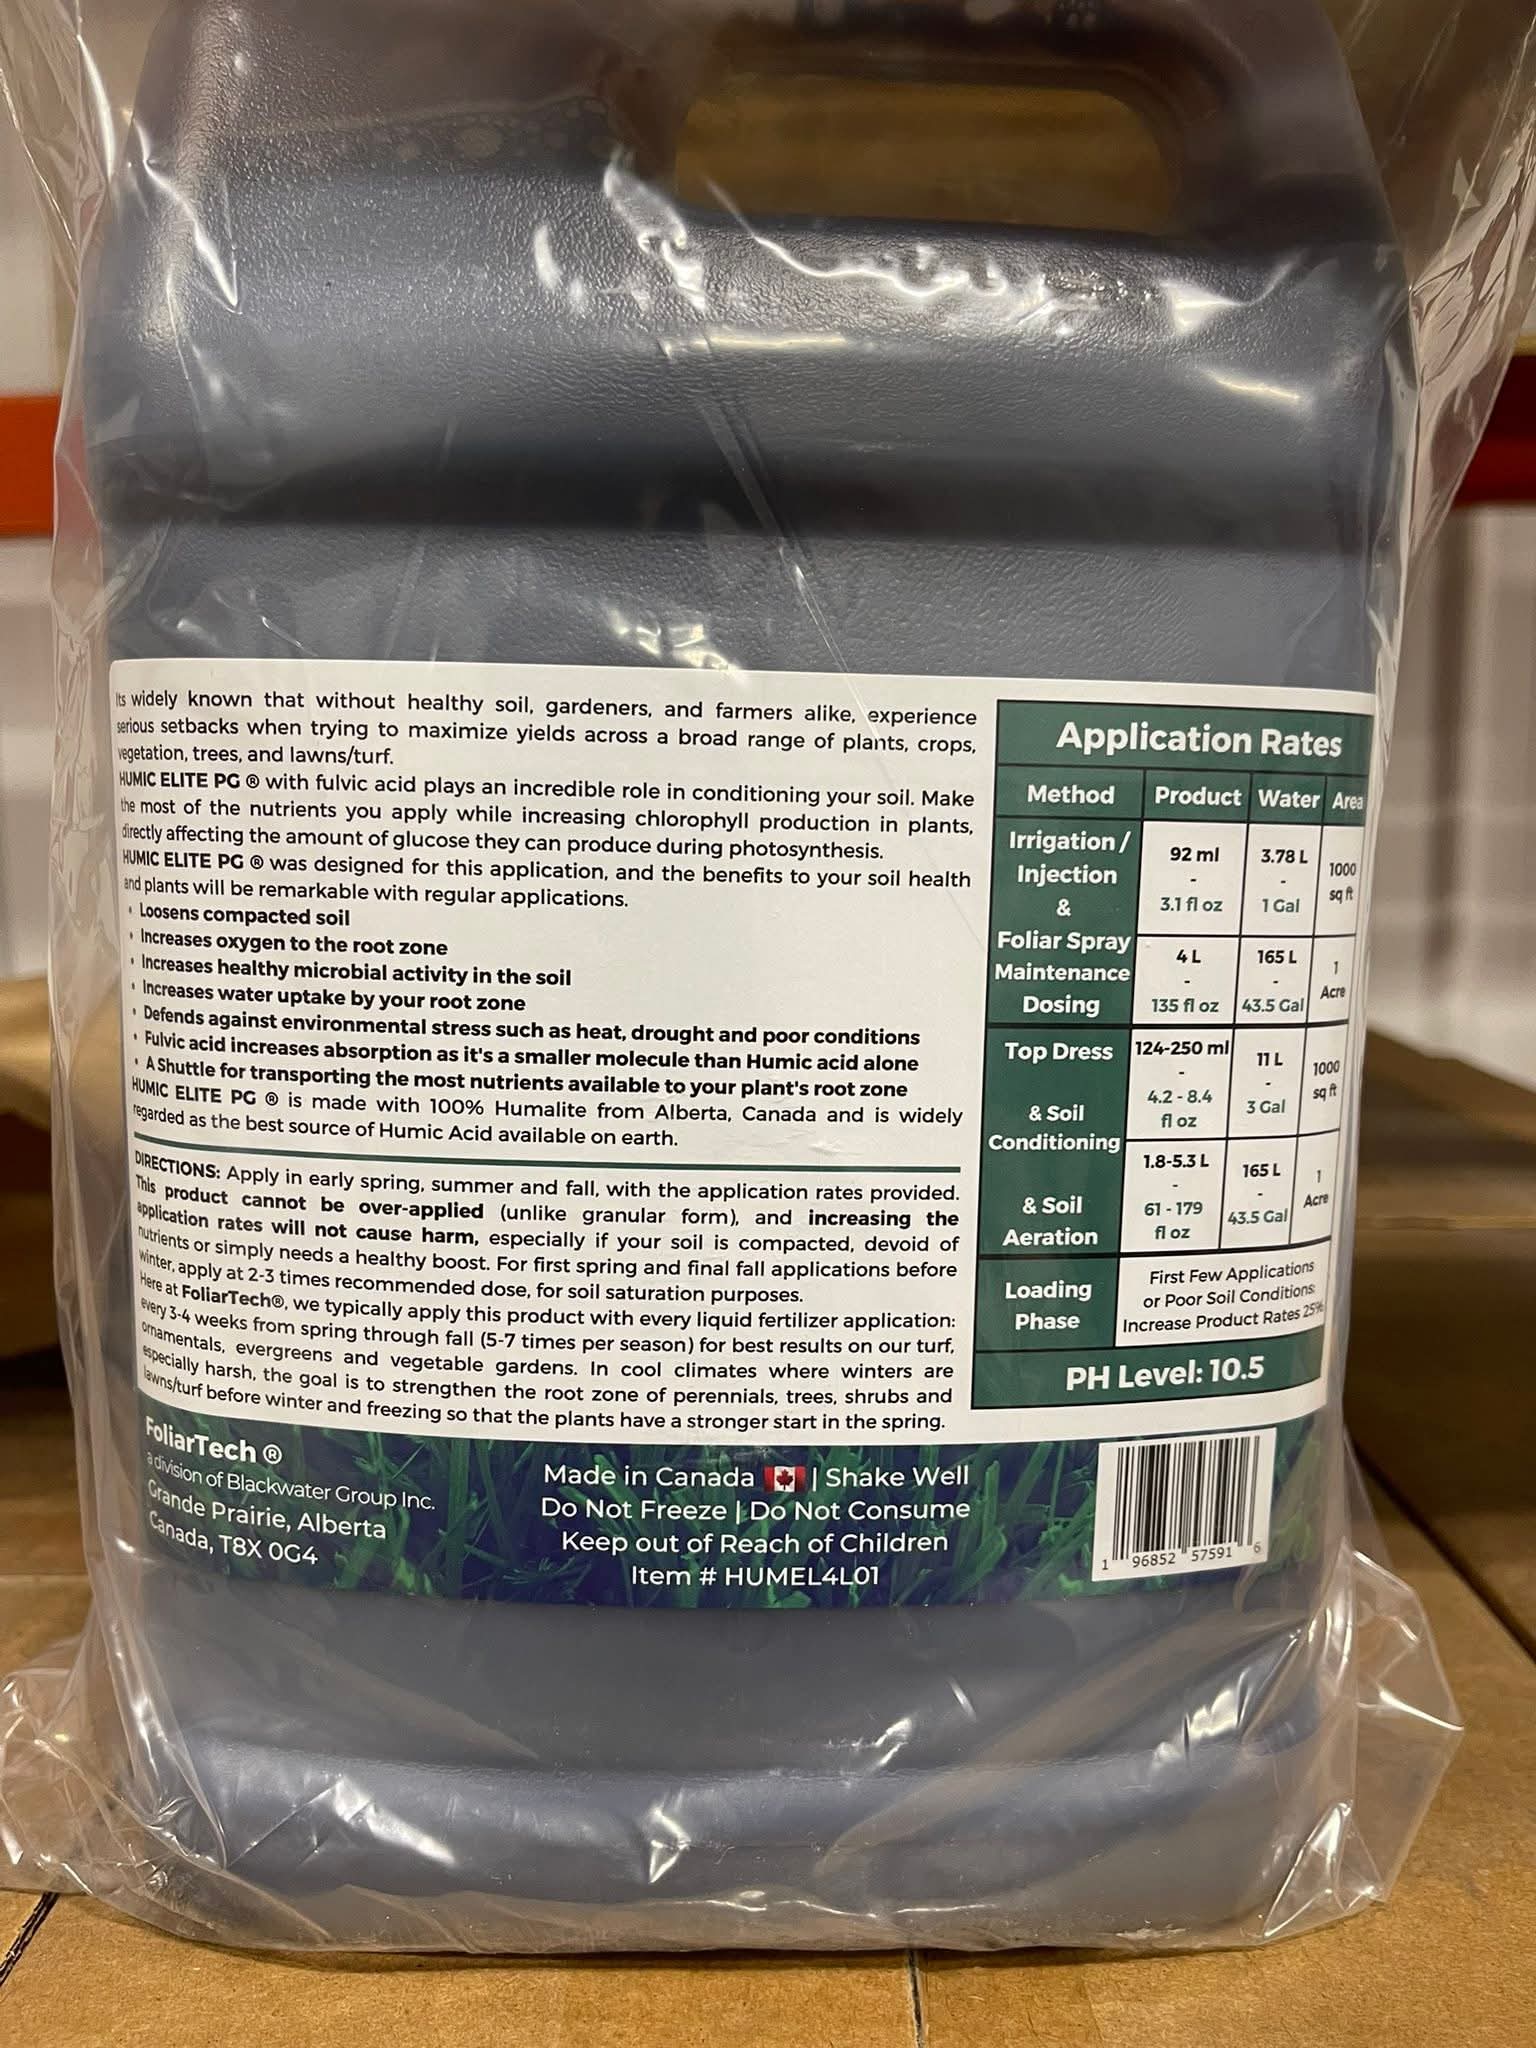 Its widely known that without healthy soil, gardeners, and farmers alike, experience
serious setbacks when trying to maximize yields across a broad range of plants, crops,
vegetation, trees, and lawns/turf.
HUMIC ELITE PG ® with fulvic acid plays an incredible role in conditioning your soil. Make
the most of the nutrients you apply while increasing chlorophyll production in plants,
directly affecting the amount of glucose they can produce during photosynthesis.
HUMIC ELITE PG ® was designed for this application, and the benefits to your soil health
and plants will be remarkable with regular applications.
• Loosens compacted soil
• Increases oxygen to the root zone
• Increases healthy microbial activity in the soil
• Increases water uptake by your root zone
• Defends against environmental stress such as heat, drought and poor conditions
• Fulvic acid increases absorption as it's a smaller molecule than Humic acid alone
• A Shuttle for transporting the most nutrients available to your plant's root zone
HUMIC ELITE PG ® is made with 100% Humalite from Alberta, Canada and is widely
regarded as the best source of Humic Acid available on earth.
DIRECTIONS: Apply in early spring, summer and fall, with the application rates provided.
This product cannot be over-applied (unlike granular form), and increasing the
application rates will not cause harm, especially if your soil is compacted, devoid of
nutrients or simply needs a healthy boost. For first spring and final fall applications before
winter, apply at 2-3 times recommended dose, for soil saturation purposes.
Here at FoliarTech®, we typically apply this product with every liquid fertilizer application:
every 3-4 weeks from spring through fall (5-7 times per season) for best results on our turf,
ornamentals, evergreens and vegetable gardens. In cool climates where winters are
especially harsh, the goal is to strengthen the root zone of perennials, trees, shrubs and
lawns/turf before winter and freezing so that the plants have a stronger start in the spring.
Application Rates
Method Product Water Area
Irrigation /
Injection
&
Foliar Spray
Maintenance
Dosing
92 ml
-
3.1 fl oz
3.78 L
-
1 Gal
1000
sq ft
4 L
-
135 fl oz
165 L
-
43.5 Gal
1
Acre
Top Dress
& Soil
Conditioning
& Soil
Aeration
124-250 ml
-
4.2 - 8.4
fl oz
11 L
-
3 Gal
1000
sq ft
1.8-5.3 L
-
61 - 179
fl oz
165 L
-
43.5 Gal
1
Acre
Loading
Phase
First Few Applications
or Poor Soil Conditions:
Increase Product Rates 25%
PH Level: 10.5
FoliarTech ®
a division of Blackwater Group Inc.
Grande Prairie, Alberta
Canada, T8X 0G4
Made in Canada | Shake Well
Do Not Freeze | Do Not Consume
Keep out of Reach of Children
Item # HUMEL4L01
1 96852 57591 6